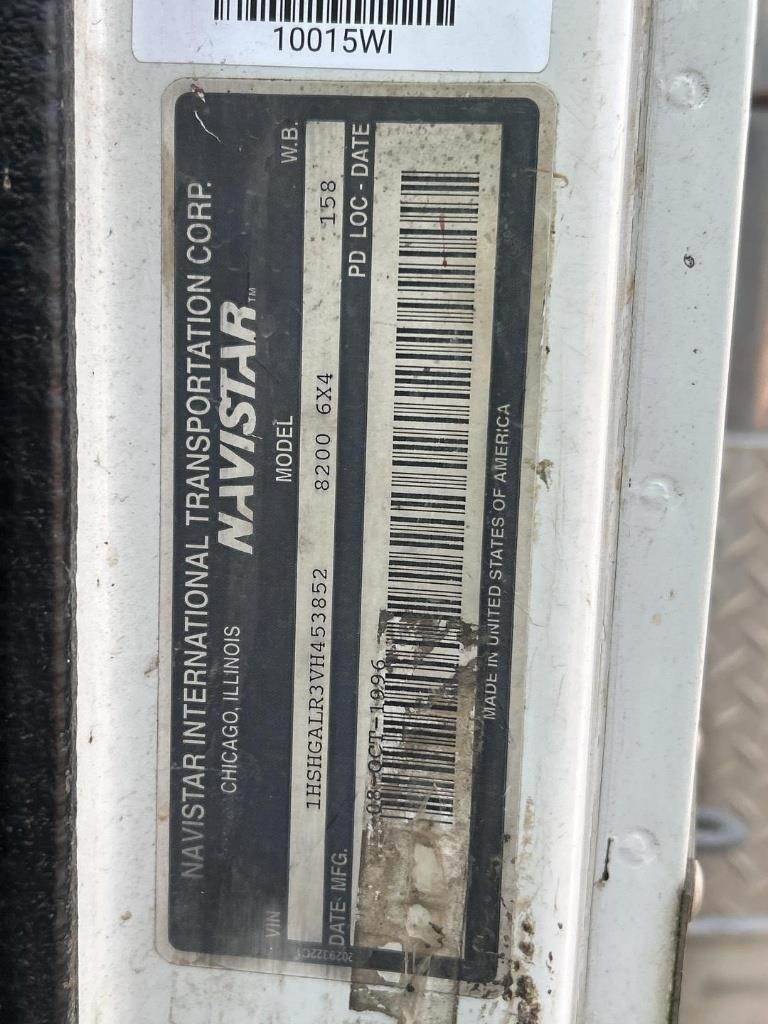 10015WI
NAVISTAR INTERNATIONAL TRANSPORTATION CORP.
CHICAGO, ILLINOIS
NAVISTAR™
VIN MODEL W.B.
1HSHGALR3VH453852 8200 6X4 158
DATE MFG. PD LOC - DATE
08-OCT-1996
MADE IN UNITED STATES OF AMERICA